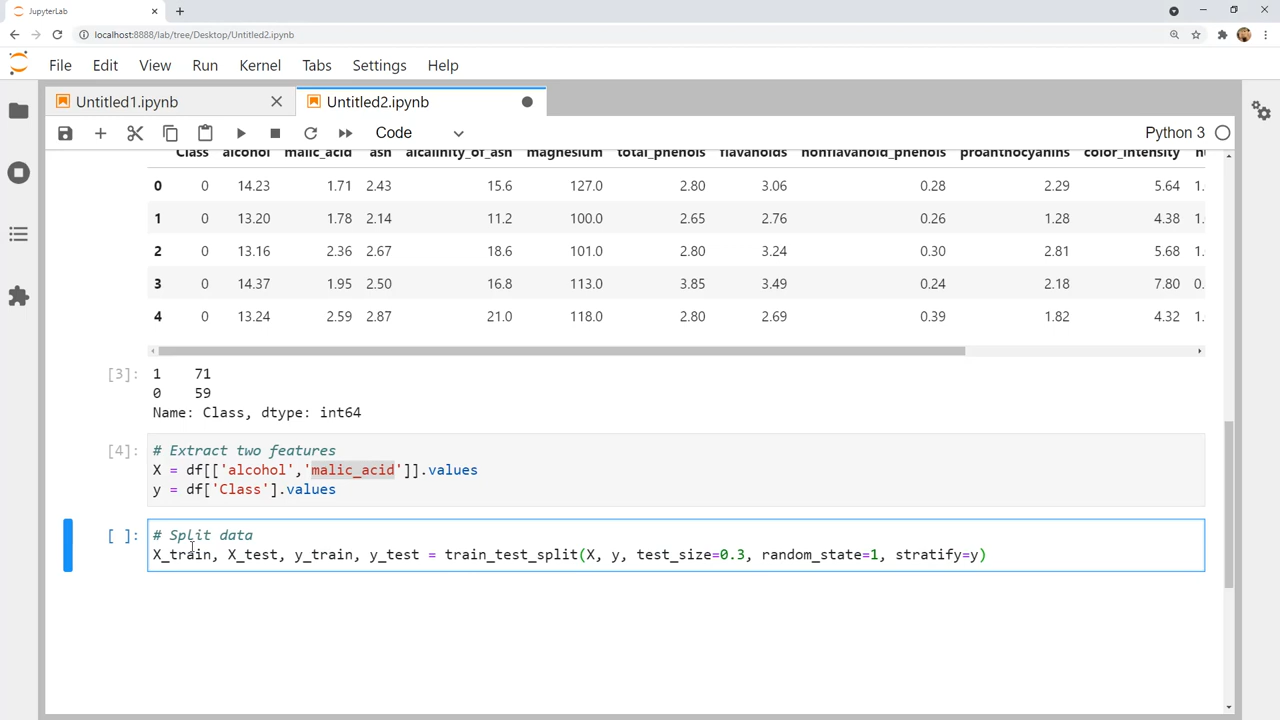 JupyterLab
localhost:8888/lab/tree/Desktop/Untitled2.ipynb
File Edit View Run Kernel Tabs Settings Help
Untitled1.ipynb Untitled2.ipynb
Code Python 3
Class alcohol malic_acid ash alcalinity_of_ash magnesium total_phenols flavanoids nonflavanoid_phenols proanthocyanins color_intensity
0 0 14.23 1.71 2.43 15.6 127.0 2.80 3.06 0.28 2.29 5.64 1.
1 0 13.20 1.78 2.14 11.2 100.0 2.65 2.76 0.26 1.28 4.38 1.
2 0 13.16 2.36 2.67 18.6 101.0 2.80 3.24 0.30 2.81 5.68 1.
3 0 14.37 1.95 2.50 16.8 113.0 3.85 3.49 0.24 2.18 7.80 0.
4 0 13.24 2.59 2.87 21.0 118.0 2.80 2.69 0.39 1.82 4.32 1.
[3]: 1 71
0 59
Name: Class, dtype: int64
[4]: # Extract two features
X = df[['alcohol','malic_acid']].values
y = df['Class'].values
[ ]: # Split data
X_train, X_test, y_train, y_test = train_test_split(X, y, test_size=0.3, random_state=1, stratify=y)